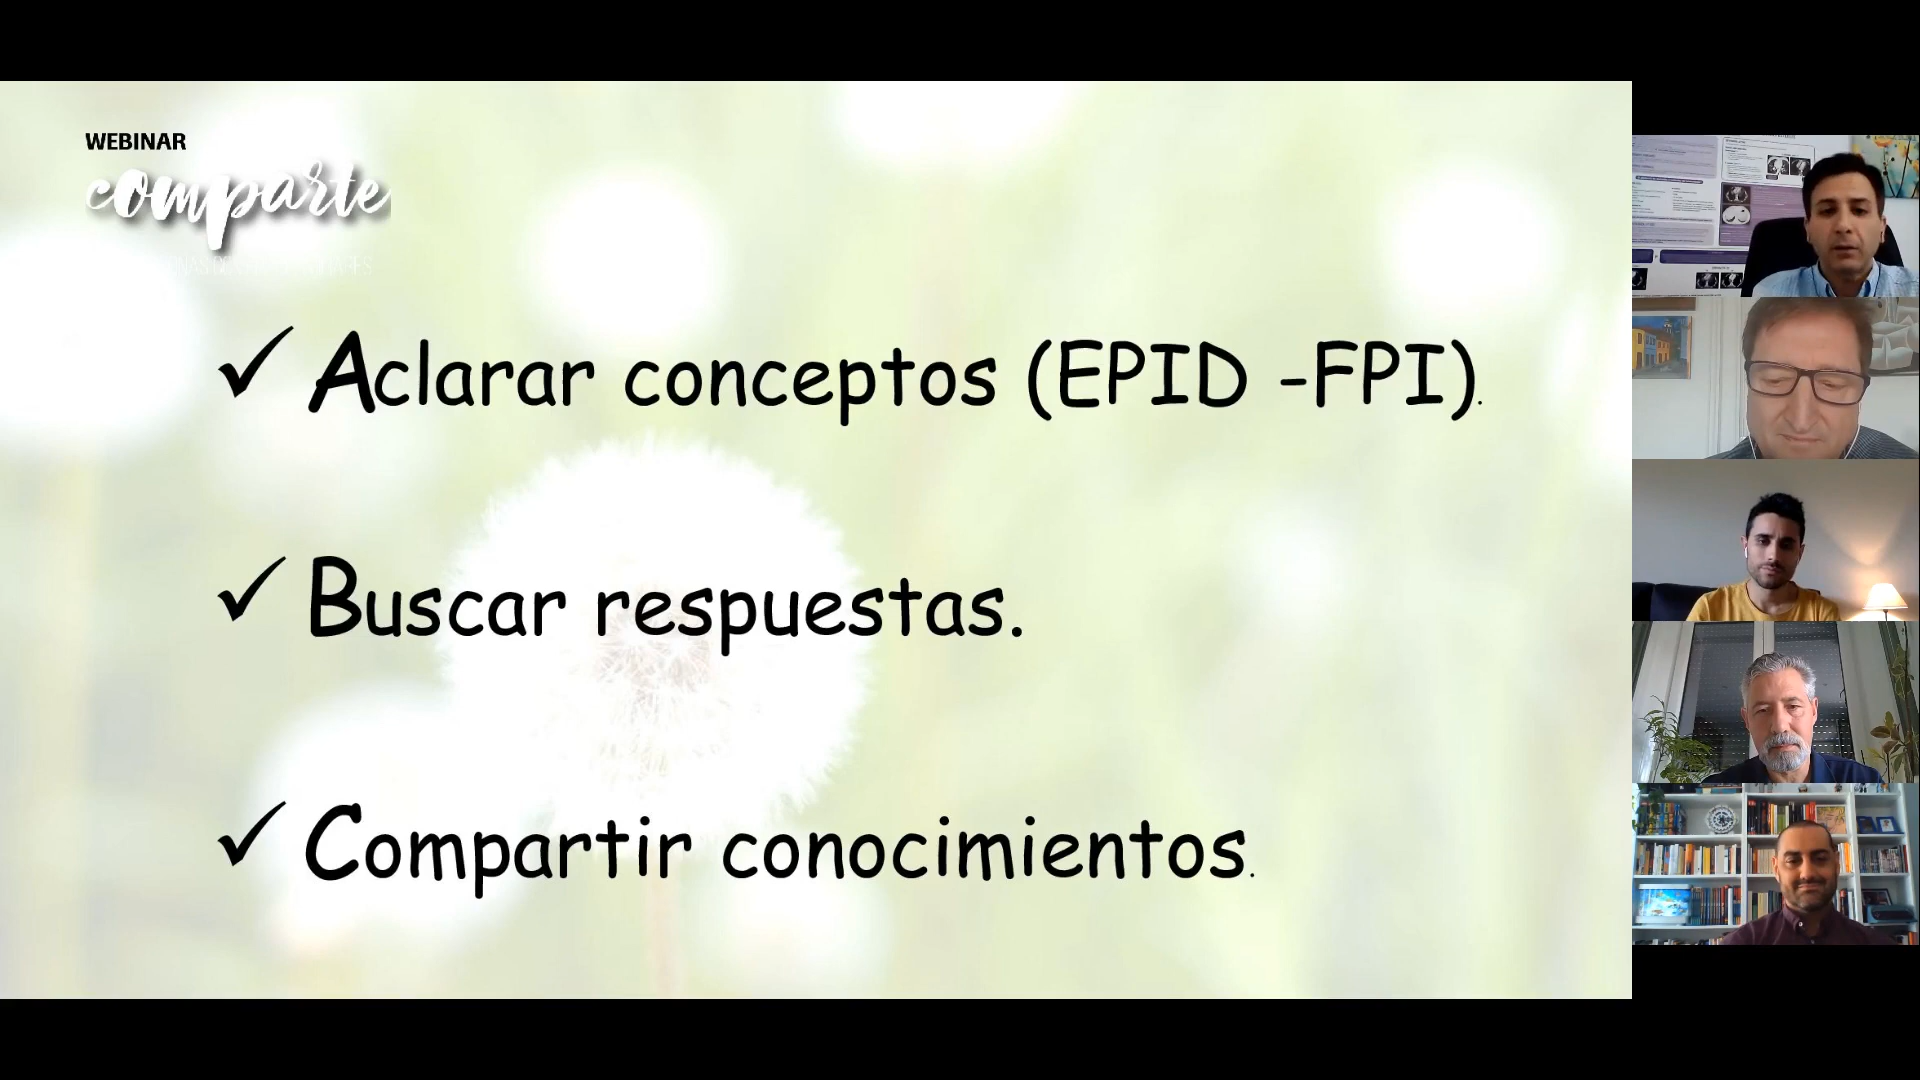 WEBINAR
comparte
✓ Aclarar conceptos (EPID -FPI).
✓ Buscar respuestas.
✓ Compartir conocimientos.